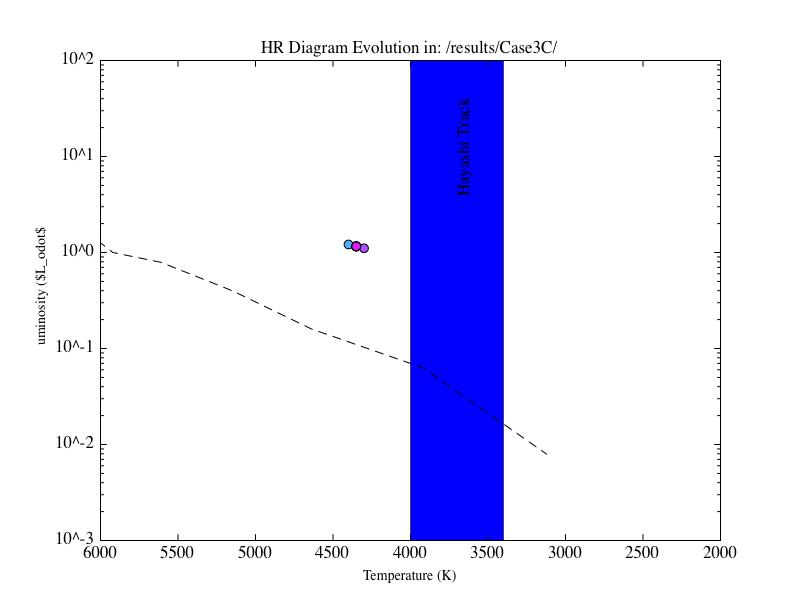 HR Diagram Evolution in: /results/Case3C/
10^2
10^1
10^0
10^-1
10^-2
10^-3
uminosity ($L_odot$
Hayashi Track
6000 5500 5000 4500 4000 3500 3000 2500 2000
Temperature (K)